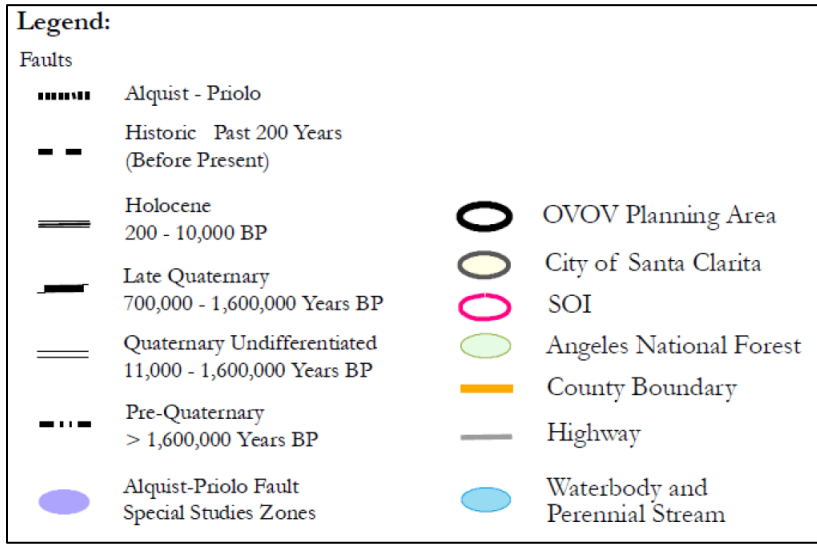 Legend:
Faults
Alquist - Priolo
Historic Past 200 Years
(Before Present)
Holocene
200 - 10,000 BP
Late Quaternary
700,000 - 1,600,000 Years BP
Quaternary Undifferentiated
11,000 - 1,600,000 Years BP
Pre-Quaternary
> 1,600,000 Years BP
Alquist-Priolo Fault
Special Studies Zones
OVOV Planning Area
City of Santa Clarita
SOI
Angeles National Forest
County Boundary
Highway
Waterbody and
Perennial Stream